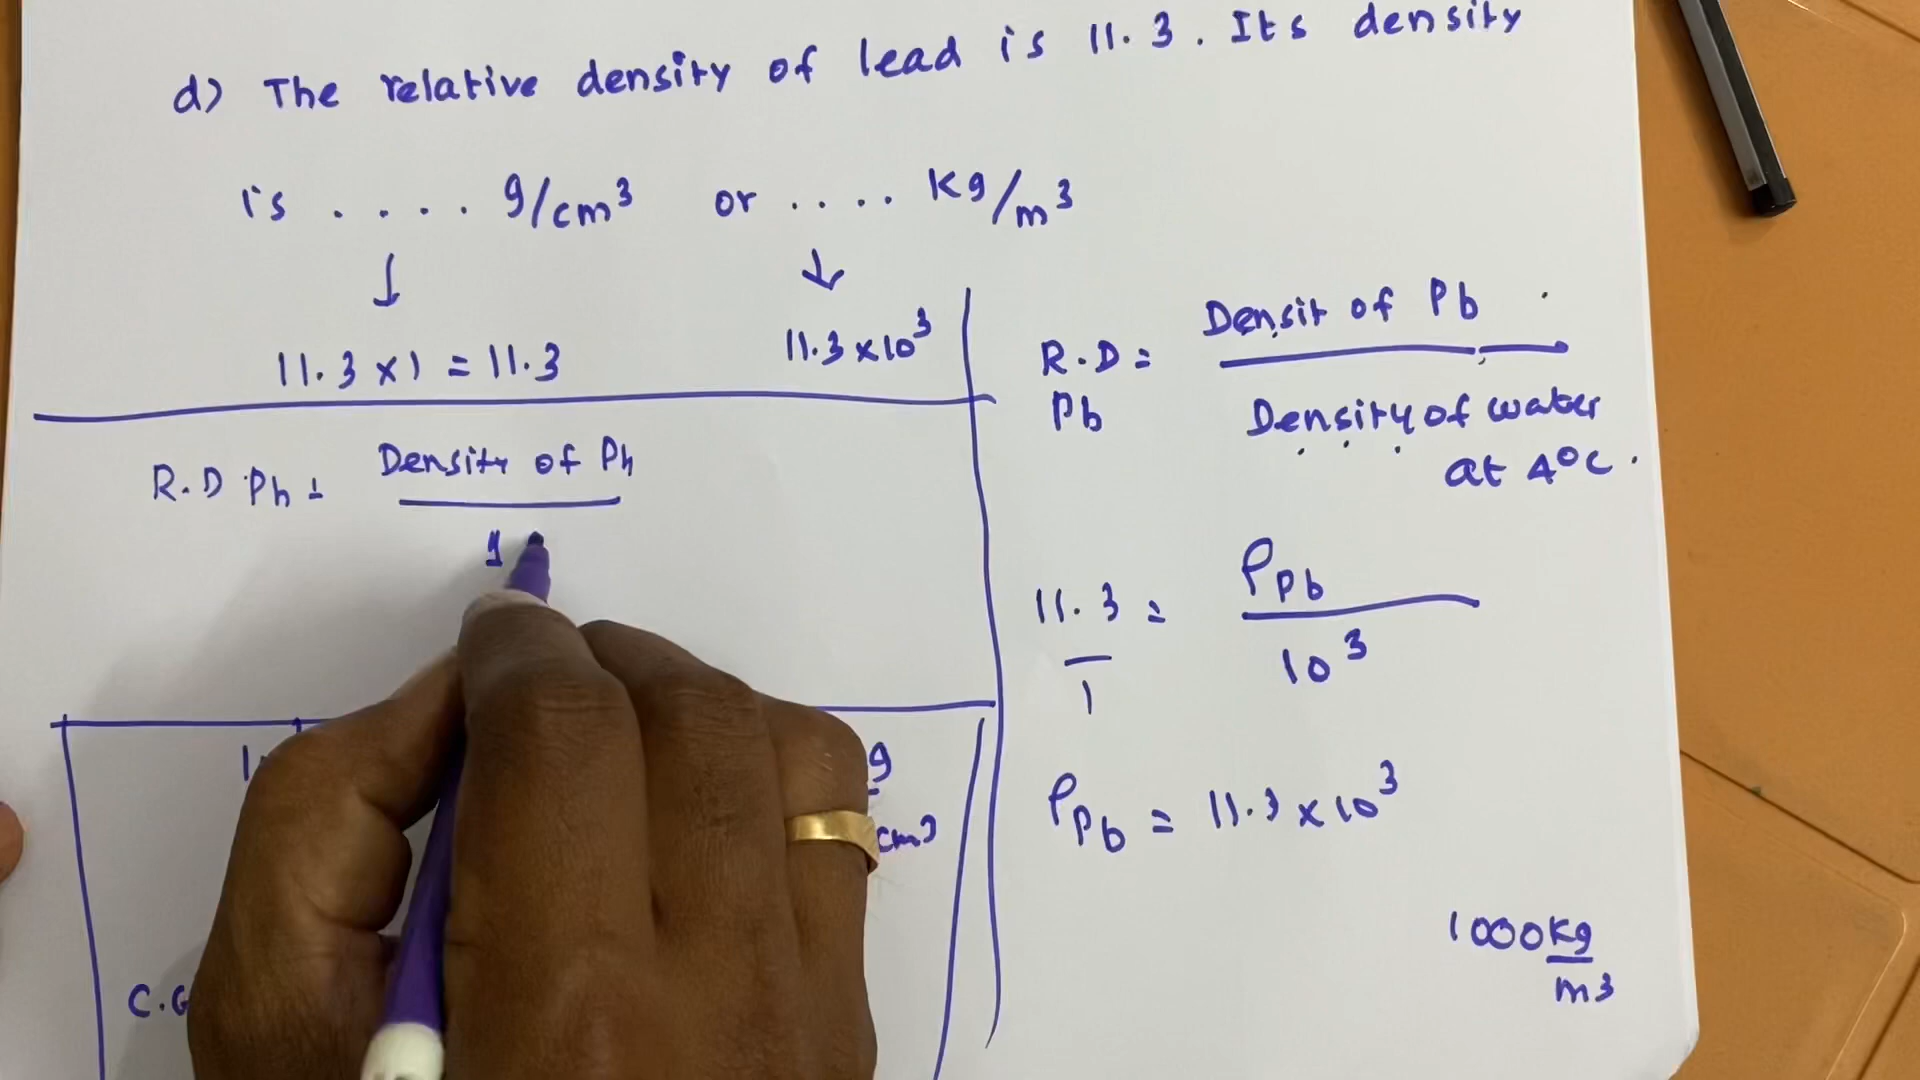 d) The relative density of lead is 11.3. Its density
is .... g/cm³ or .... Kg/m³
↓ ↓
11.3 × 1 = 11.3 11.3 × 10³
R.D Pb = Density of Pb
1
g
cm3
R.D = Densit of Pb
Pb Density of water
at 4°C.
11.3 = ρPb
1 10³
ρPb = 11.3 × 10³
1000 Kg
m3